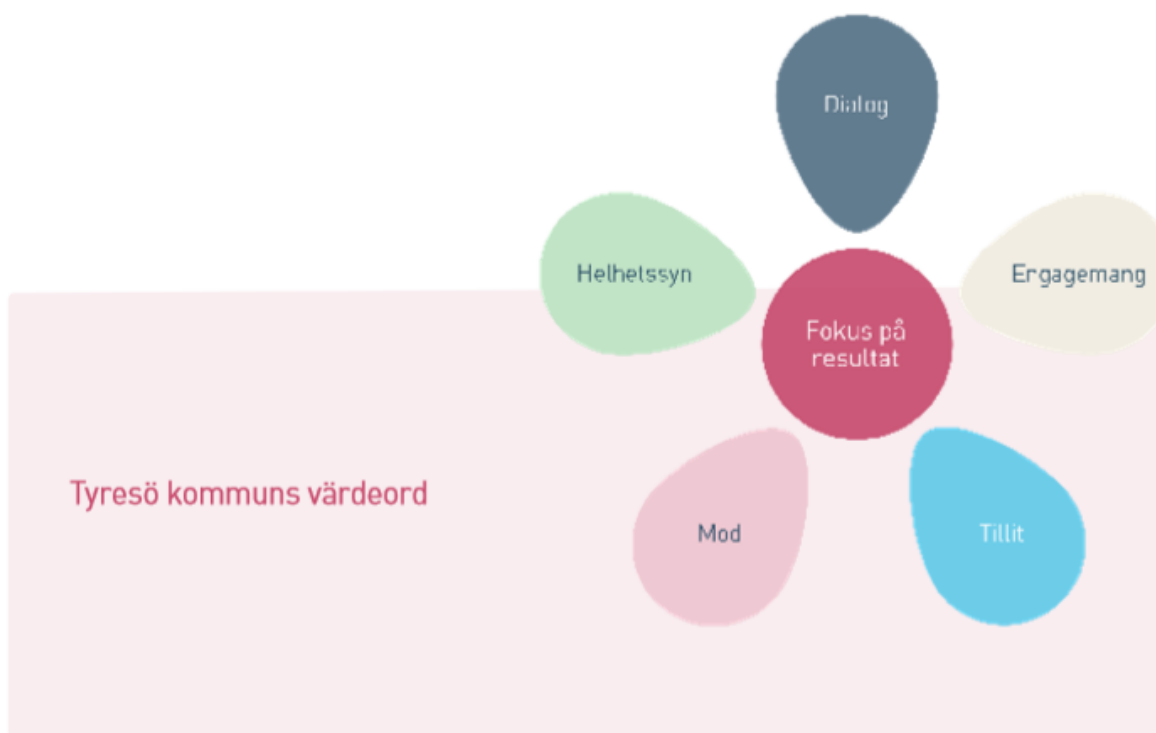 Dialog
Helhetssyn
Engagemang
Fokus på
resultat
Tyresö kommuns värdeord
Mod
Tillit